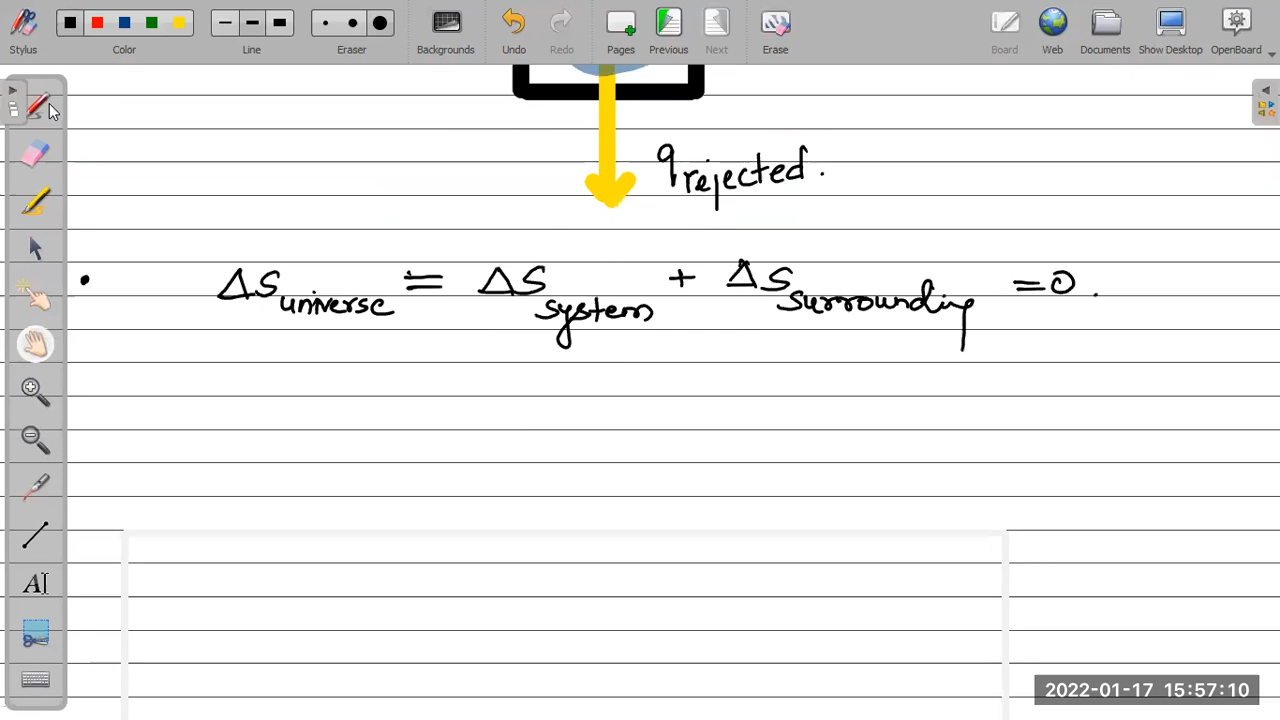 Stylus Color Line Eraser Backgrounds Undo Redo Pages Previous Next Erase Board Web Documents Show Desktop OpenBoard
q rejected.
• ΔS universe = ΔS system + ΔS surrounding = 0.
AI
2022-01-17 15:57:10